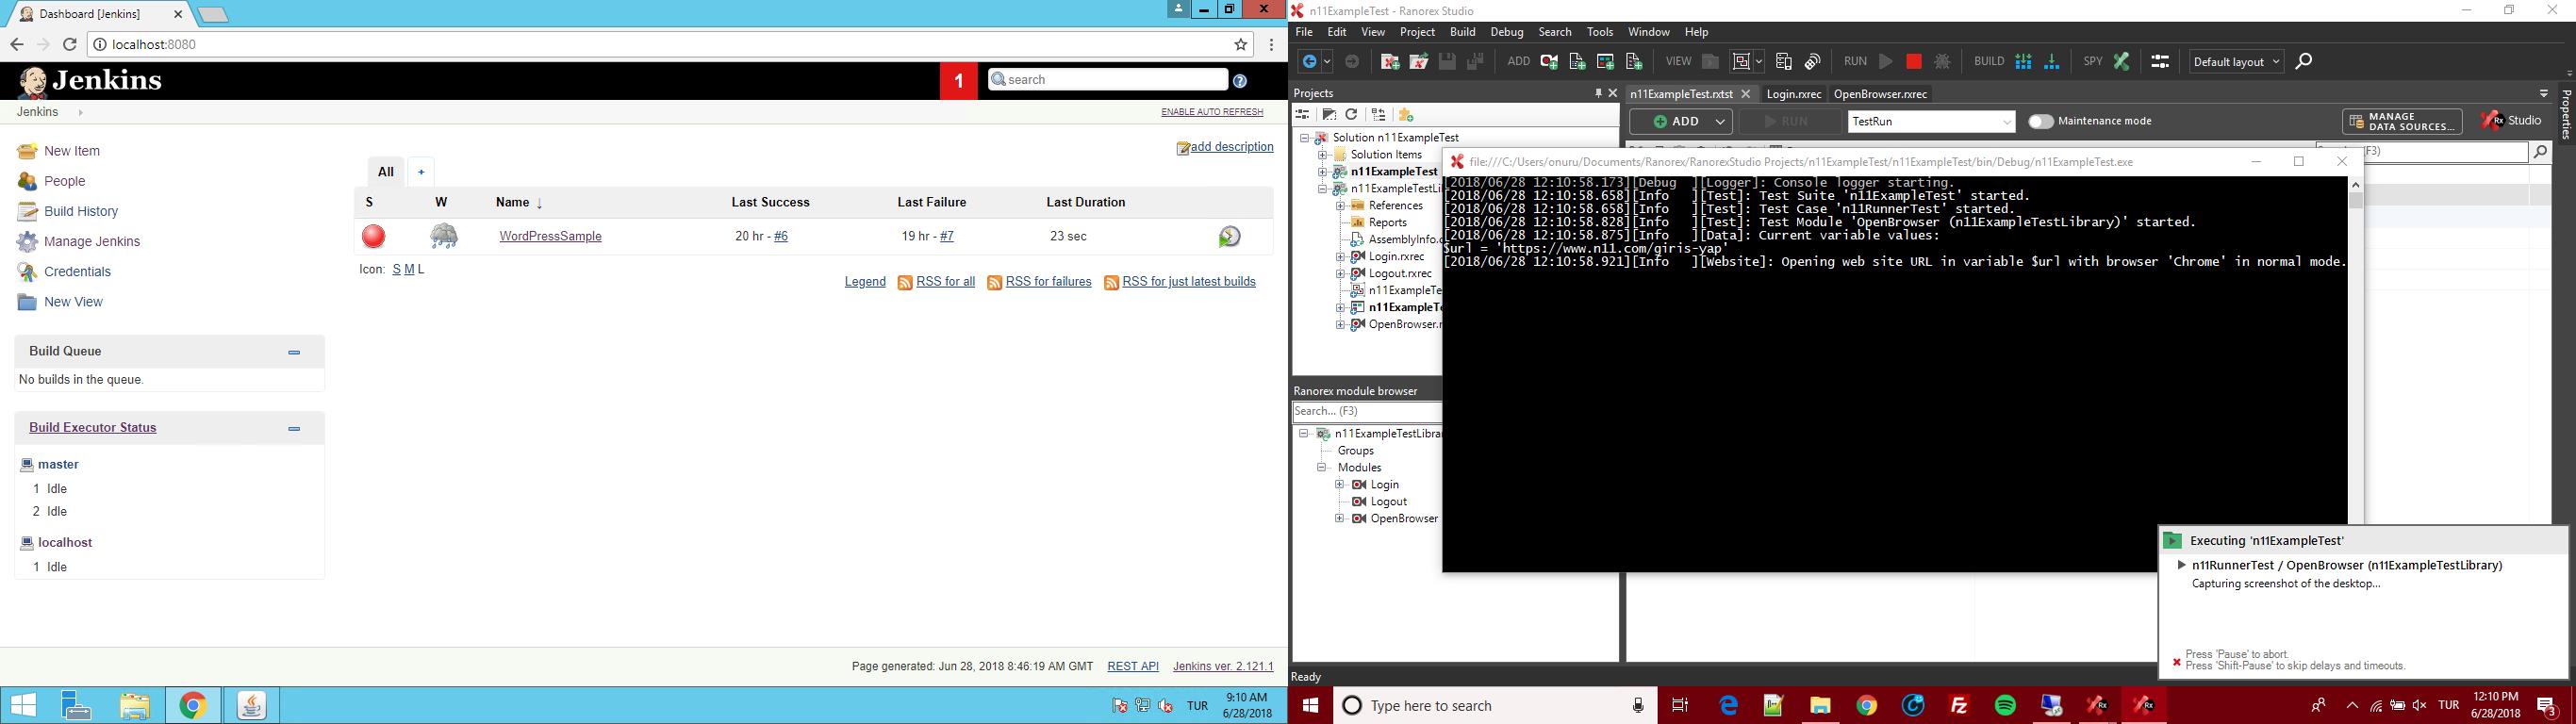 Dashboard [Jenkins]
localhost:8080
Jenkins
1
search
Jenkins
ENABLE AUTO REFRESH
New Item
People
Build History
Manage Jenkins
Credentials
New View
add description
All
+
S W Name ↓ Last Success Last Failure Last Duration
WordPressSample 20 hr - #6 19 hr - #7 23 sec
Icon: S M L
Legend RSS for all RSS for failures RSS for just latest builds
Build Queue
No builds in the queue.
Build Executor Status
master
1 Idle
2 Idle
localhost
1 Idle
Page generated: Jun 28, 2018 8:46:19 AM GMT REST API Jenkins ver. 2.121.1
TUR
9:10 AM
6/28/2018
n11ExampleTest - Ranorex Studio
File Edit View Project Build Debug Search Tools Window Help
ADD VIEW RUN BUILD SPY Default layout
Projects
n11ExampleTest.rxtst Login.rxrec OpenBrowser.rxrec
Properties
ADD RUN TestRun Maintenance mode MANAGE
DATA SOURCES... Studio
Solution n11ExampleTest
Solution Items
n11ExampleTest
n11ExampleTestLi
References
Reports
AssemblyInfo.c
Login.rxrec
Logout.rxrec
n11ExampleTe
n11ExampleTe
OpenBrowser.r
(F3)
file:///C:/Users/onuru/Documents/Ranorex/RanorexStudio Projects/n11ExampleTest/n11ExampleTest/bin/Debug/n11ExampleTest.exe
[2018/06/28 12:10:58.173][Debug ][Logger]: Console logger starting.
[2018/06/28 12:10:58.658][Info ][Test]: Test Suite 'n11ExampleTest' started.
[2018/06/28 12:10:58.658][Info ][Test]: Test Case 'n11RunnerTest' started.
[2018/06/28 12:10:58.828][Info ][Test]: Test Module 'OpenBrowser (n11ExampleTestLibrary)' started.
[2018/06/28 12:10:58.875][Info ][Data]: Current variable values:
$url = 'https://www.n11.com/giris-yap'
[2018/06/28 12:10:58.921][Info ][Website]: Opening web site URL in variable $url with browser 'Chrome' in normal mode.
Ranorex module browser
Search... (F3)
n11ExampleTestLibra
Groups
Modules
Login
Logout
OpenBrowser
Executing 'n11ExampleTest'
n11RunnerTest / OpenBrowser (n11ExampleTestLibrary)
Capturing screenshot of the desktop...
Press 'Pause' to abort.
Press 'Shift-Pause' to skip delays and timeouts.
Ready
Type here to search
TUR
12:10 PM
6/28/2018
3